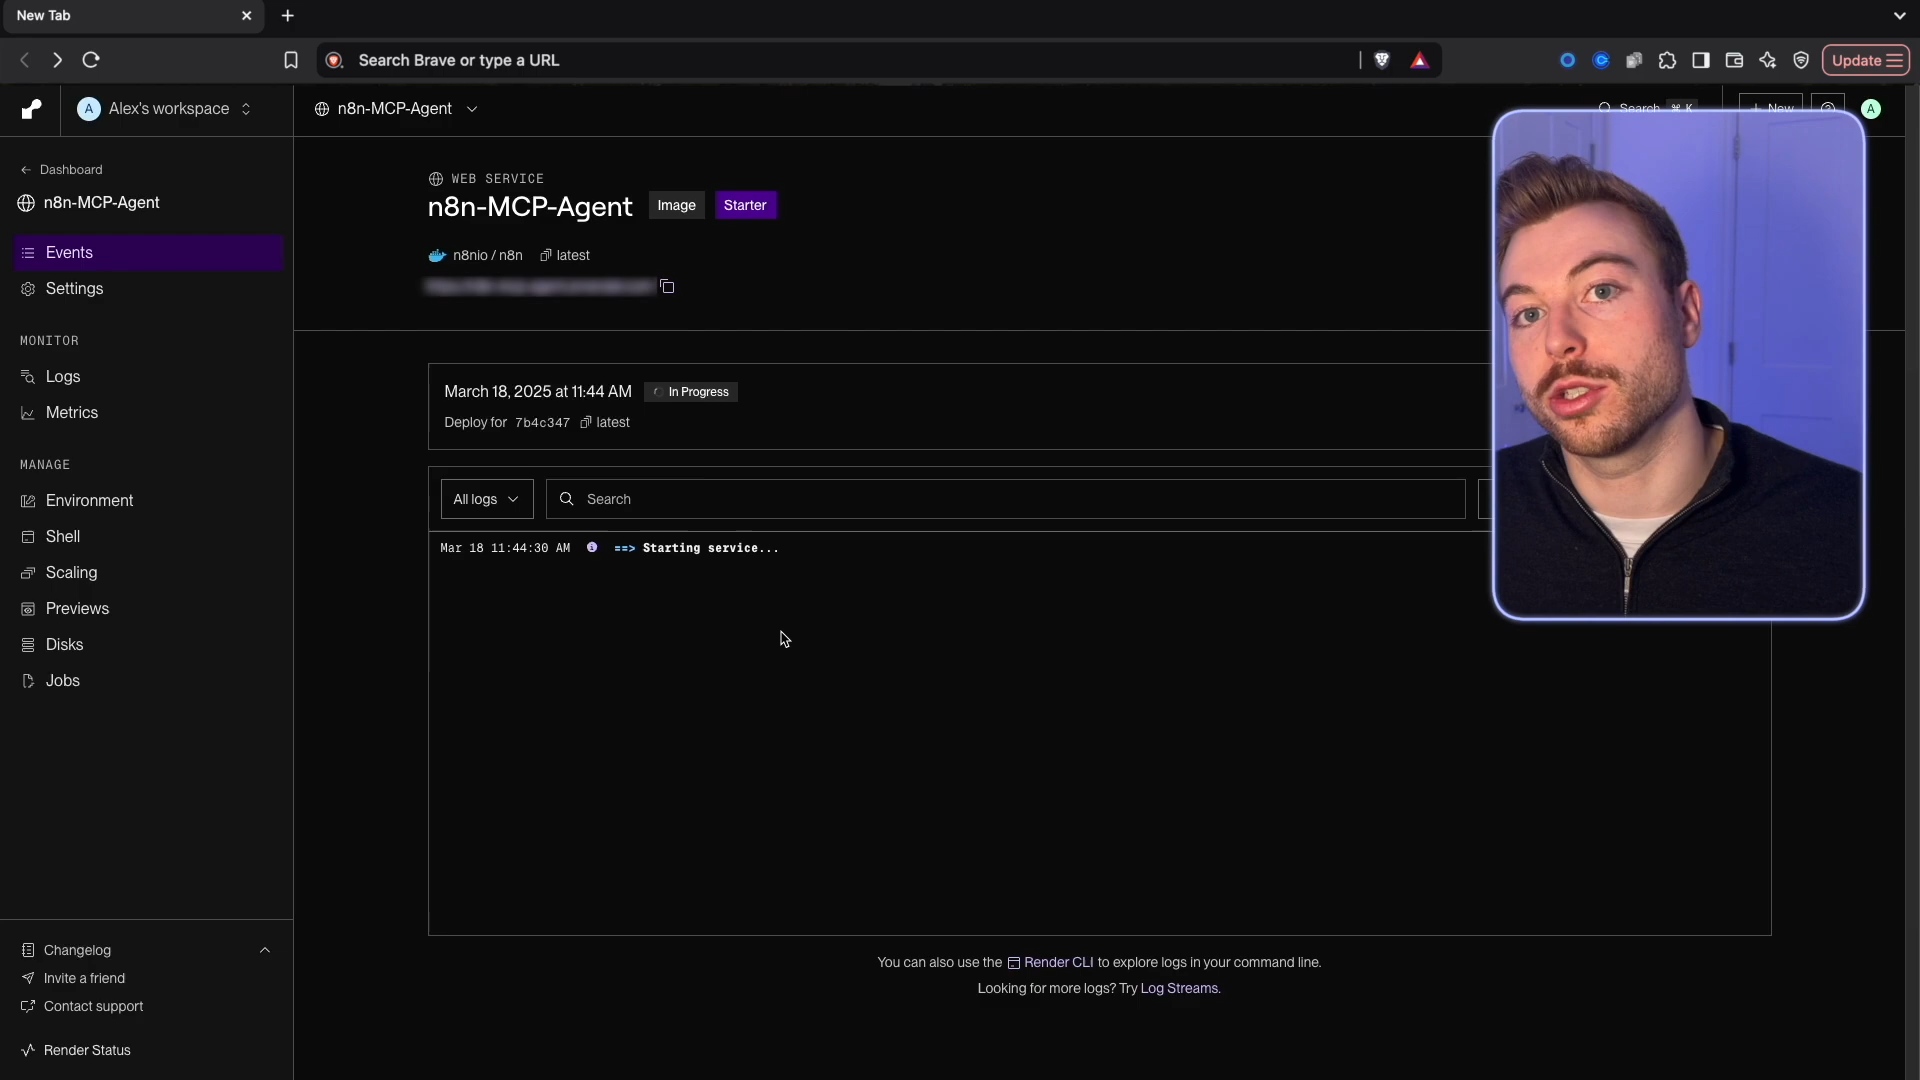 New Tab
Search Brave or type a URL
Update
A Alex's workspace
n8n-MCP-Agent
Search ⌘ K
+ New
A
Dashboard
n8n-MCP-Agent
Events
Settings
MONITOR
Logs
Metrics
MANAGE
Environment
Shell
Scaling
Previews
Disks
Jobs
Changelog
Invite a friend
Contact support
Render Status
WEB SERVICE
n8n-MCP-Agent Image Starter
n8nio / n8n latest
March 18, 2025 at 11:44 AM In Progress
Deploy for 7b4c347 latest
All logs Search
Mar 18 11:44:30 AM ==> Starting service...
You can also use the Render CLI to explore logs in your command line.
Looking for more logs? Try Log Streams.